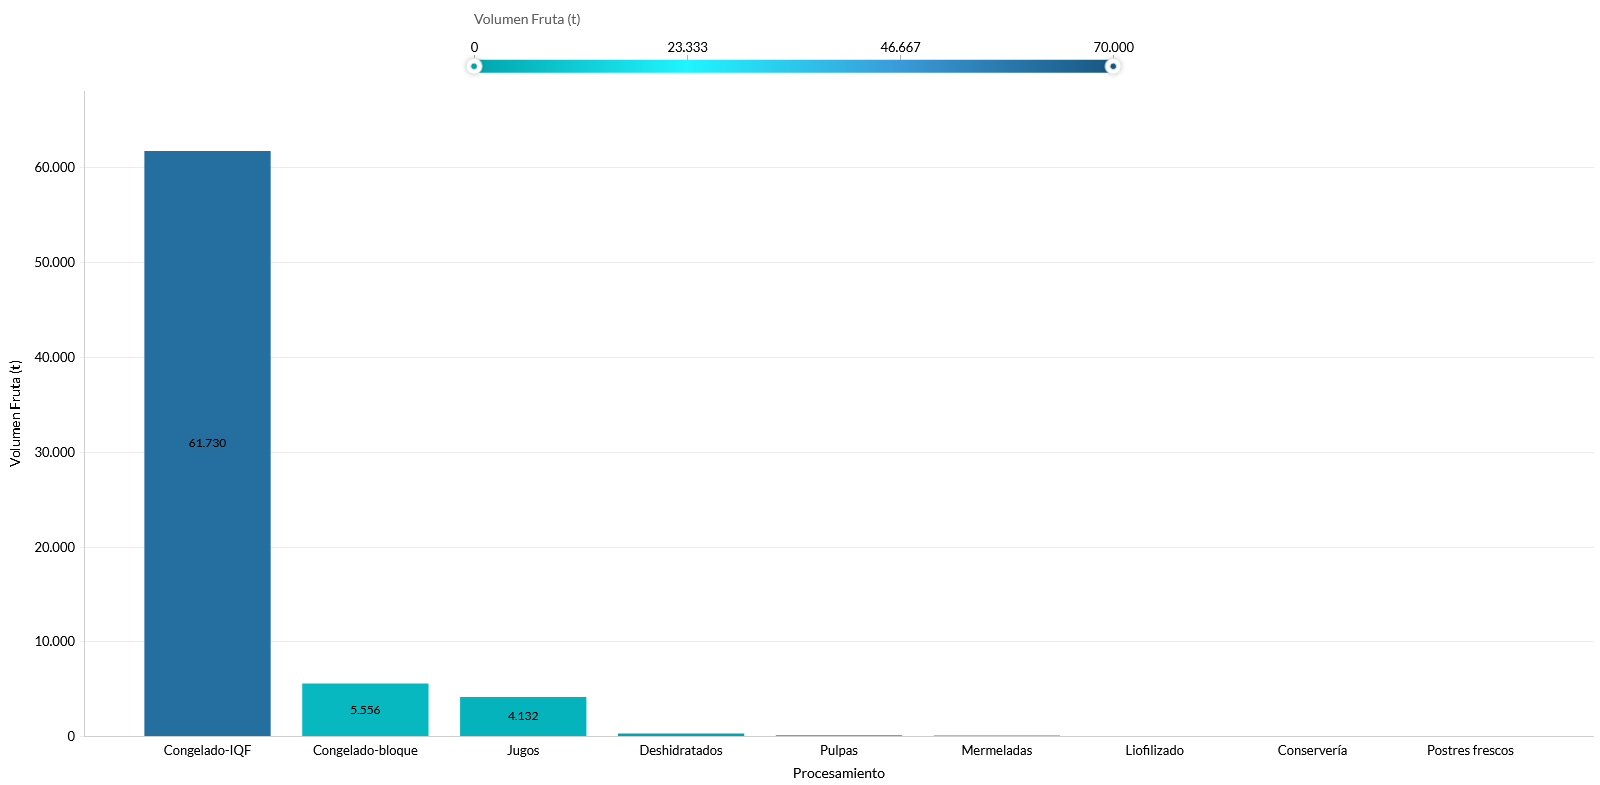 Volumen Fruta (t)
0 23.333 46.667 70.000
Volumen Fruta (t)
60.000
50.000
40.000
30.000
20.000
10.000
0
61.730
5.556
4.132
Congelado-IQF Congelado-bloque Jugos Deshidratados Pulpas Mermeladas Liofilizado Conservería Postres frescos
Procesamiento